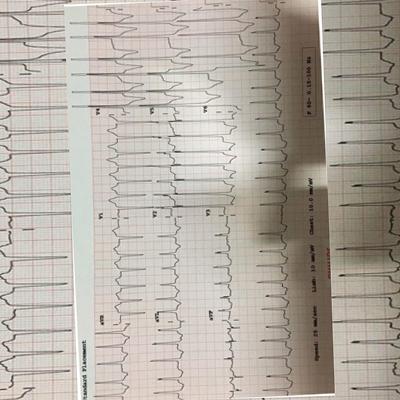 Standard Placement
aVR
V1
V4
aVL
V2
V5
aVF
V3
V6
Speed: 25 mm/sec Limb: 10 mm/mV Chest: 10.0 mm/mV
F 60~ 0.15-100 Hz